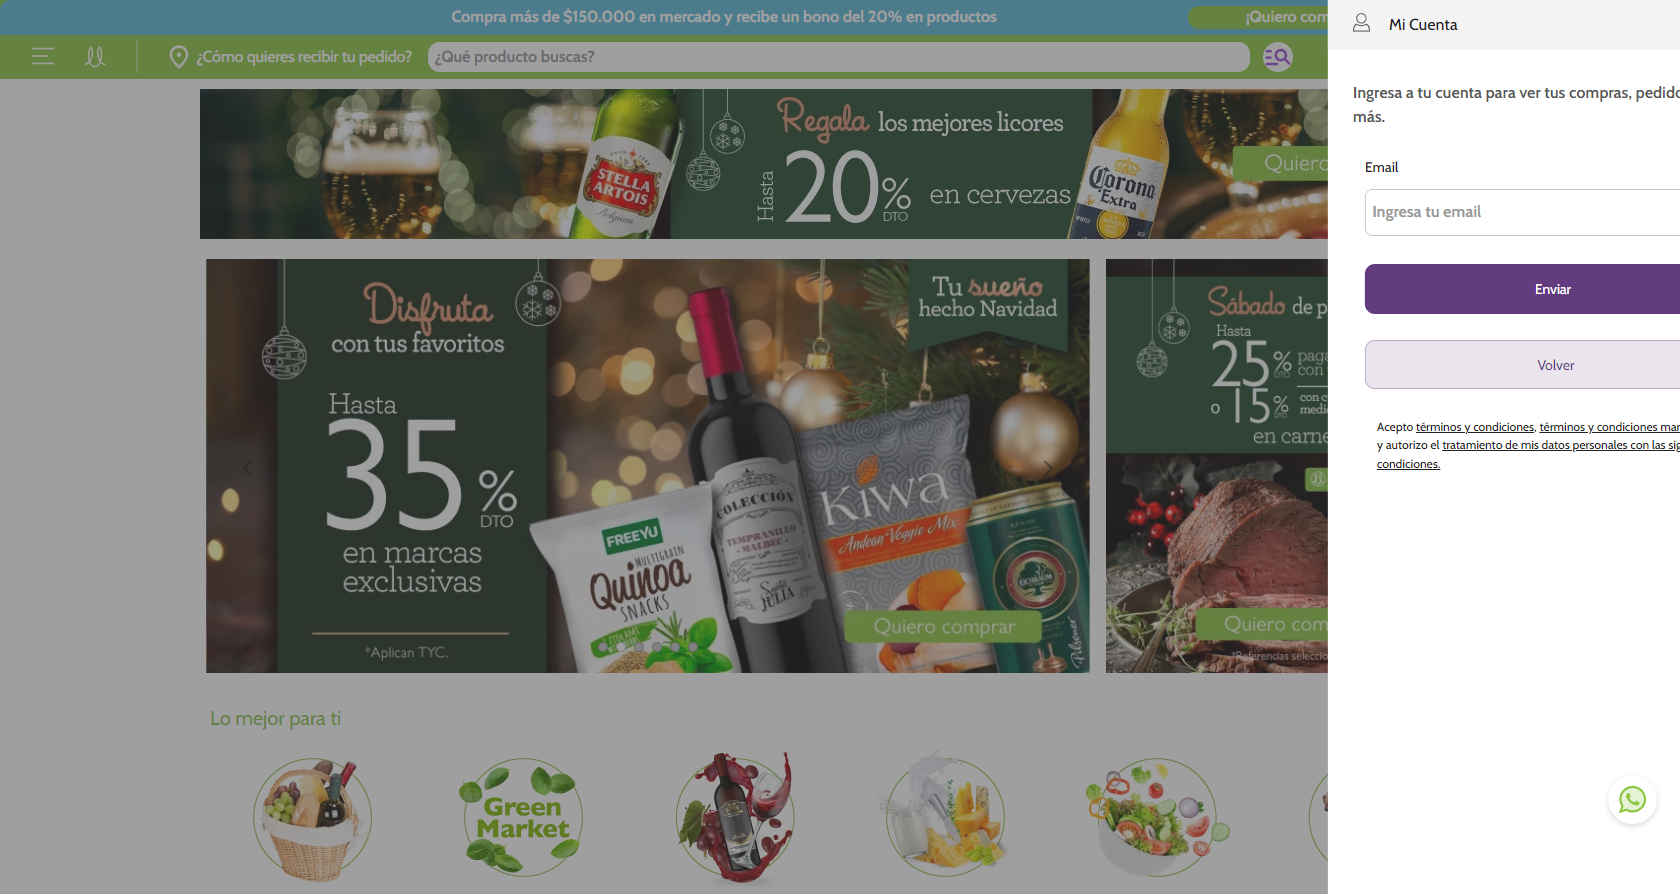 Compra más de $150.000 en mercado y recibe un bono del 20% en productos
¡Quiero com
¿Cómo quieres recibir tu pedido?
¿Qué producto buscas?
Mi Cuenta
Ingresa a tu cuenta para ver tus compras, pedido
más.
Email
Ingresa tu email
Enviar
Volver
Acepto términos y condiciones, términos y condiciones mar
y autorizo el tratamiento de mis datos personales con las sig
condiciones.
STELLA
ARTOIS
Belgium
Regala los mejores licores
Hasta
20%
DTO
en cervezas
Corona
Extra
Quiero
Disfruta
con tus favoritos
Hasta
35%
DTO
en marcas
exclusivas
*Aplican TYC.
Tu sueño
hecho Navidad
FREEYU
MULTIGRAIN
Quinoa
SNACKS
COLECCIÓN
TEMPRANILLO
MALBEC
Santa
JULIA
Kiwa
Andean Veggie Mix
EICHBAUM
Pilsener
Quiero comprar
Sábado de p
Hasta
25%
DTO
paga
con
o 15%
DTO
con c
medi
en carne
Quiero com
*Referencias seleccio
Lo mejor para ti
Green
Market